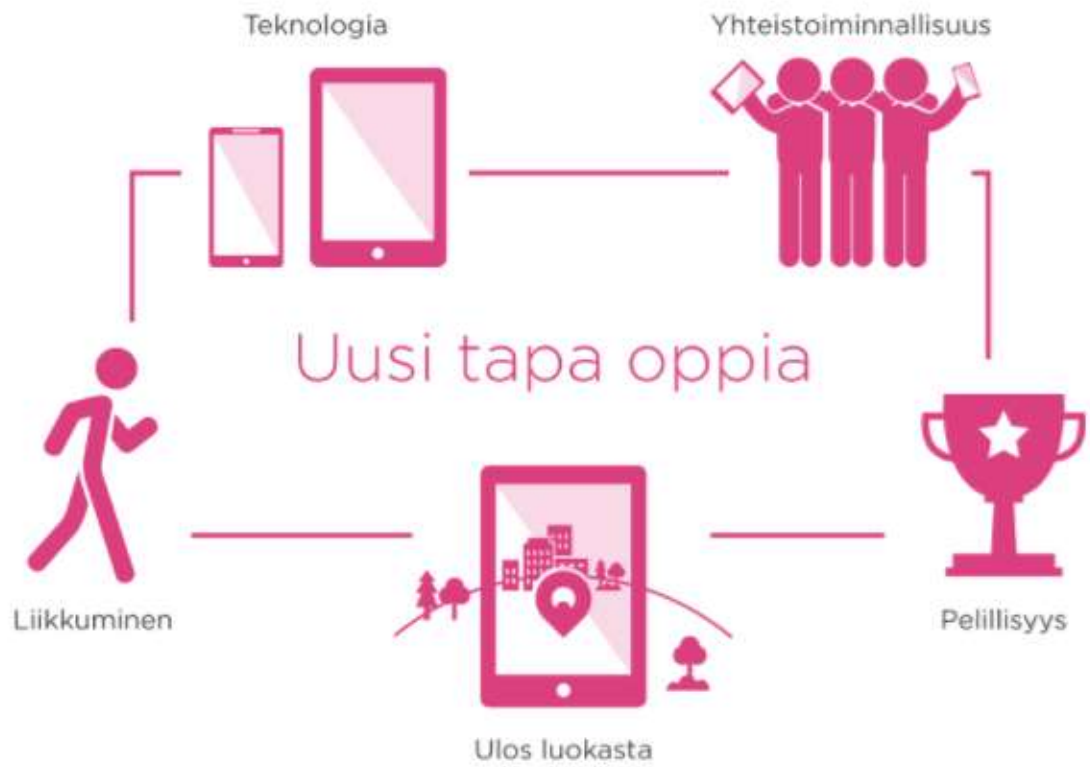 Teknologia
Yhteistoiminnallisuus
Uusi tapa oppia
Liikkuminen
Pelillisyys
Ulos luokasta